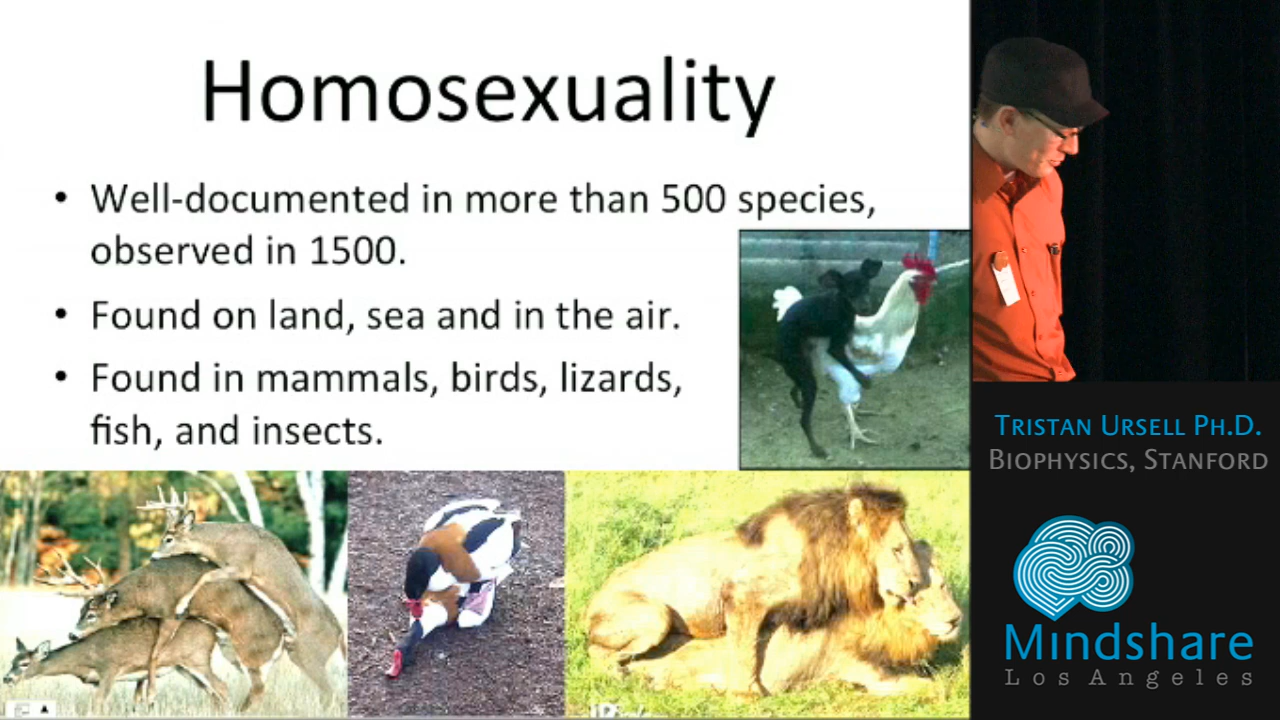 Homosexuality
• Well-documented in more than 500 species,
observed in 1500.
• Found on land, sea and in the air.
• Found in mammals, birds, lizards,
fish, and insects.
TRISTAN URSELL PH.D.
BIOPHYSICS, STANFORD
Mindshare
Los Angeles